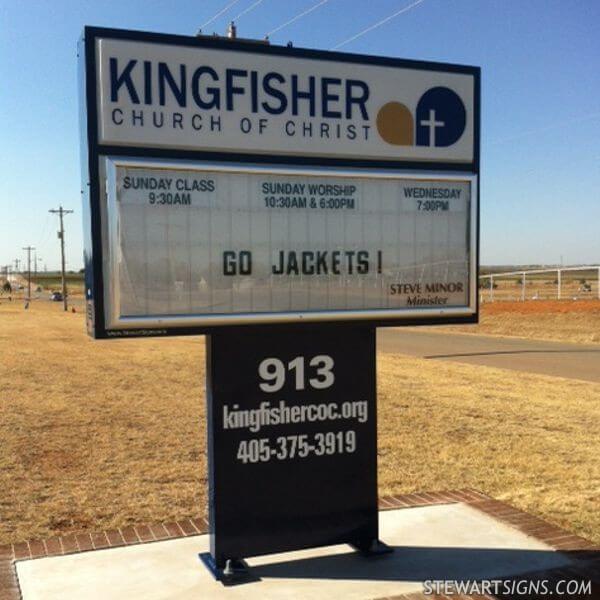 KINGFISHER
CHURCH OF CHRIST
SUNDAY CLASS
9:30AM
SUNDAY WORSHIP
10:30AM & 6:00PM
WEDNESDAY
7:00PM
GO JACKETS!
STEVE MINOR
Minister
913
kingfishercoc.org
405-375-3919
STEWARTSIGNS.COM